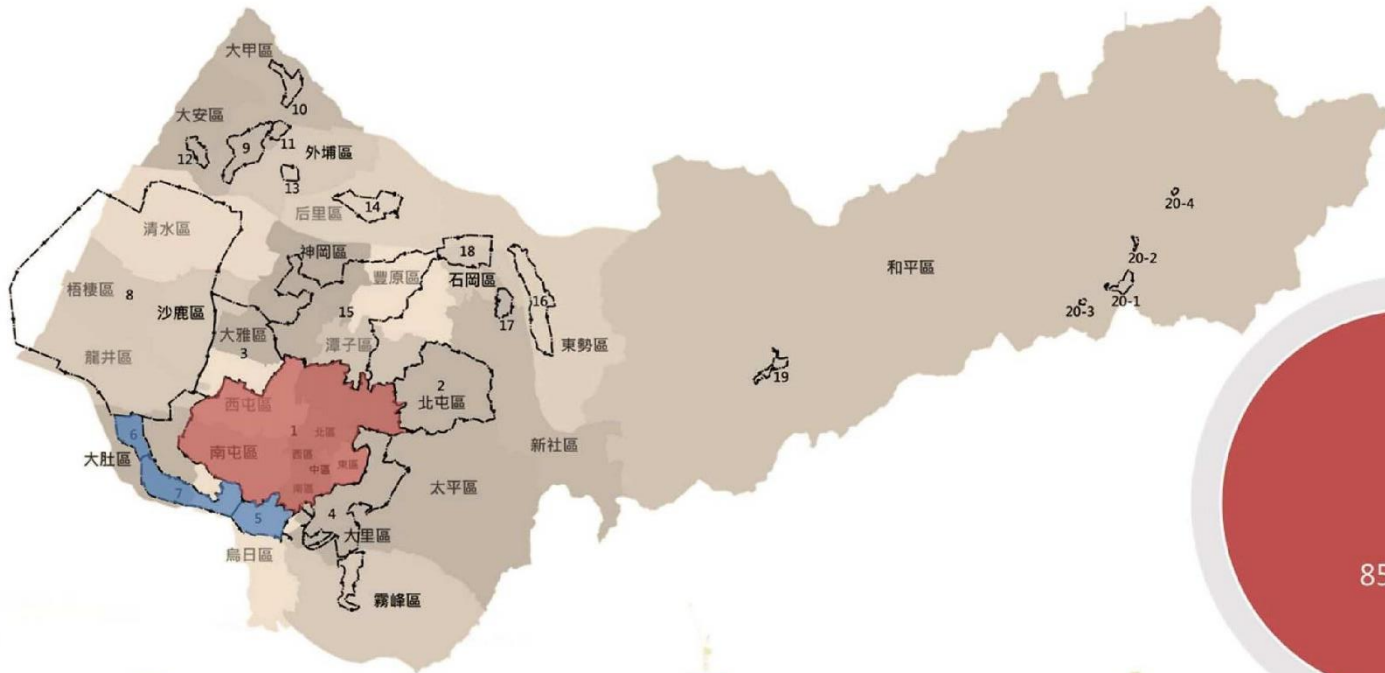 大甲區
10
大安區
9
11
12
外埔區
13
14
后里區
清水區
神岡區
18
豐原區
石岡區
20-4
梧棲區
8
沙鹿區
15
16
17
和平區
20-2
20-1
20-3
大雅區
3
潭子區
東勢區
龍井區
19
2
北屯區
西屯區
1
北區
6
大肚區
南屯區
西區
中區
東區
新社區
太平區
7
南區
5
4
大里區
烏日區
霧峰區
85